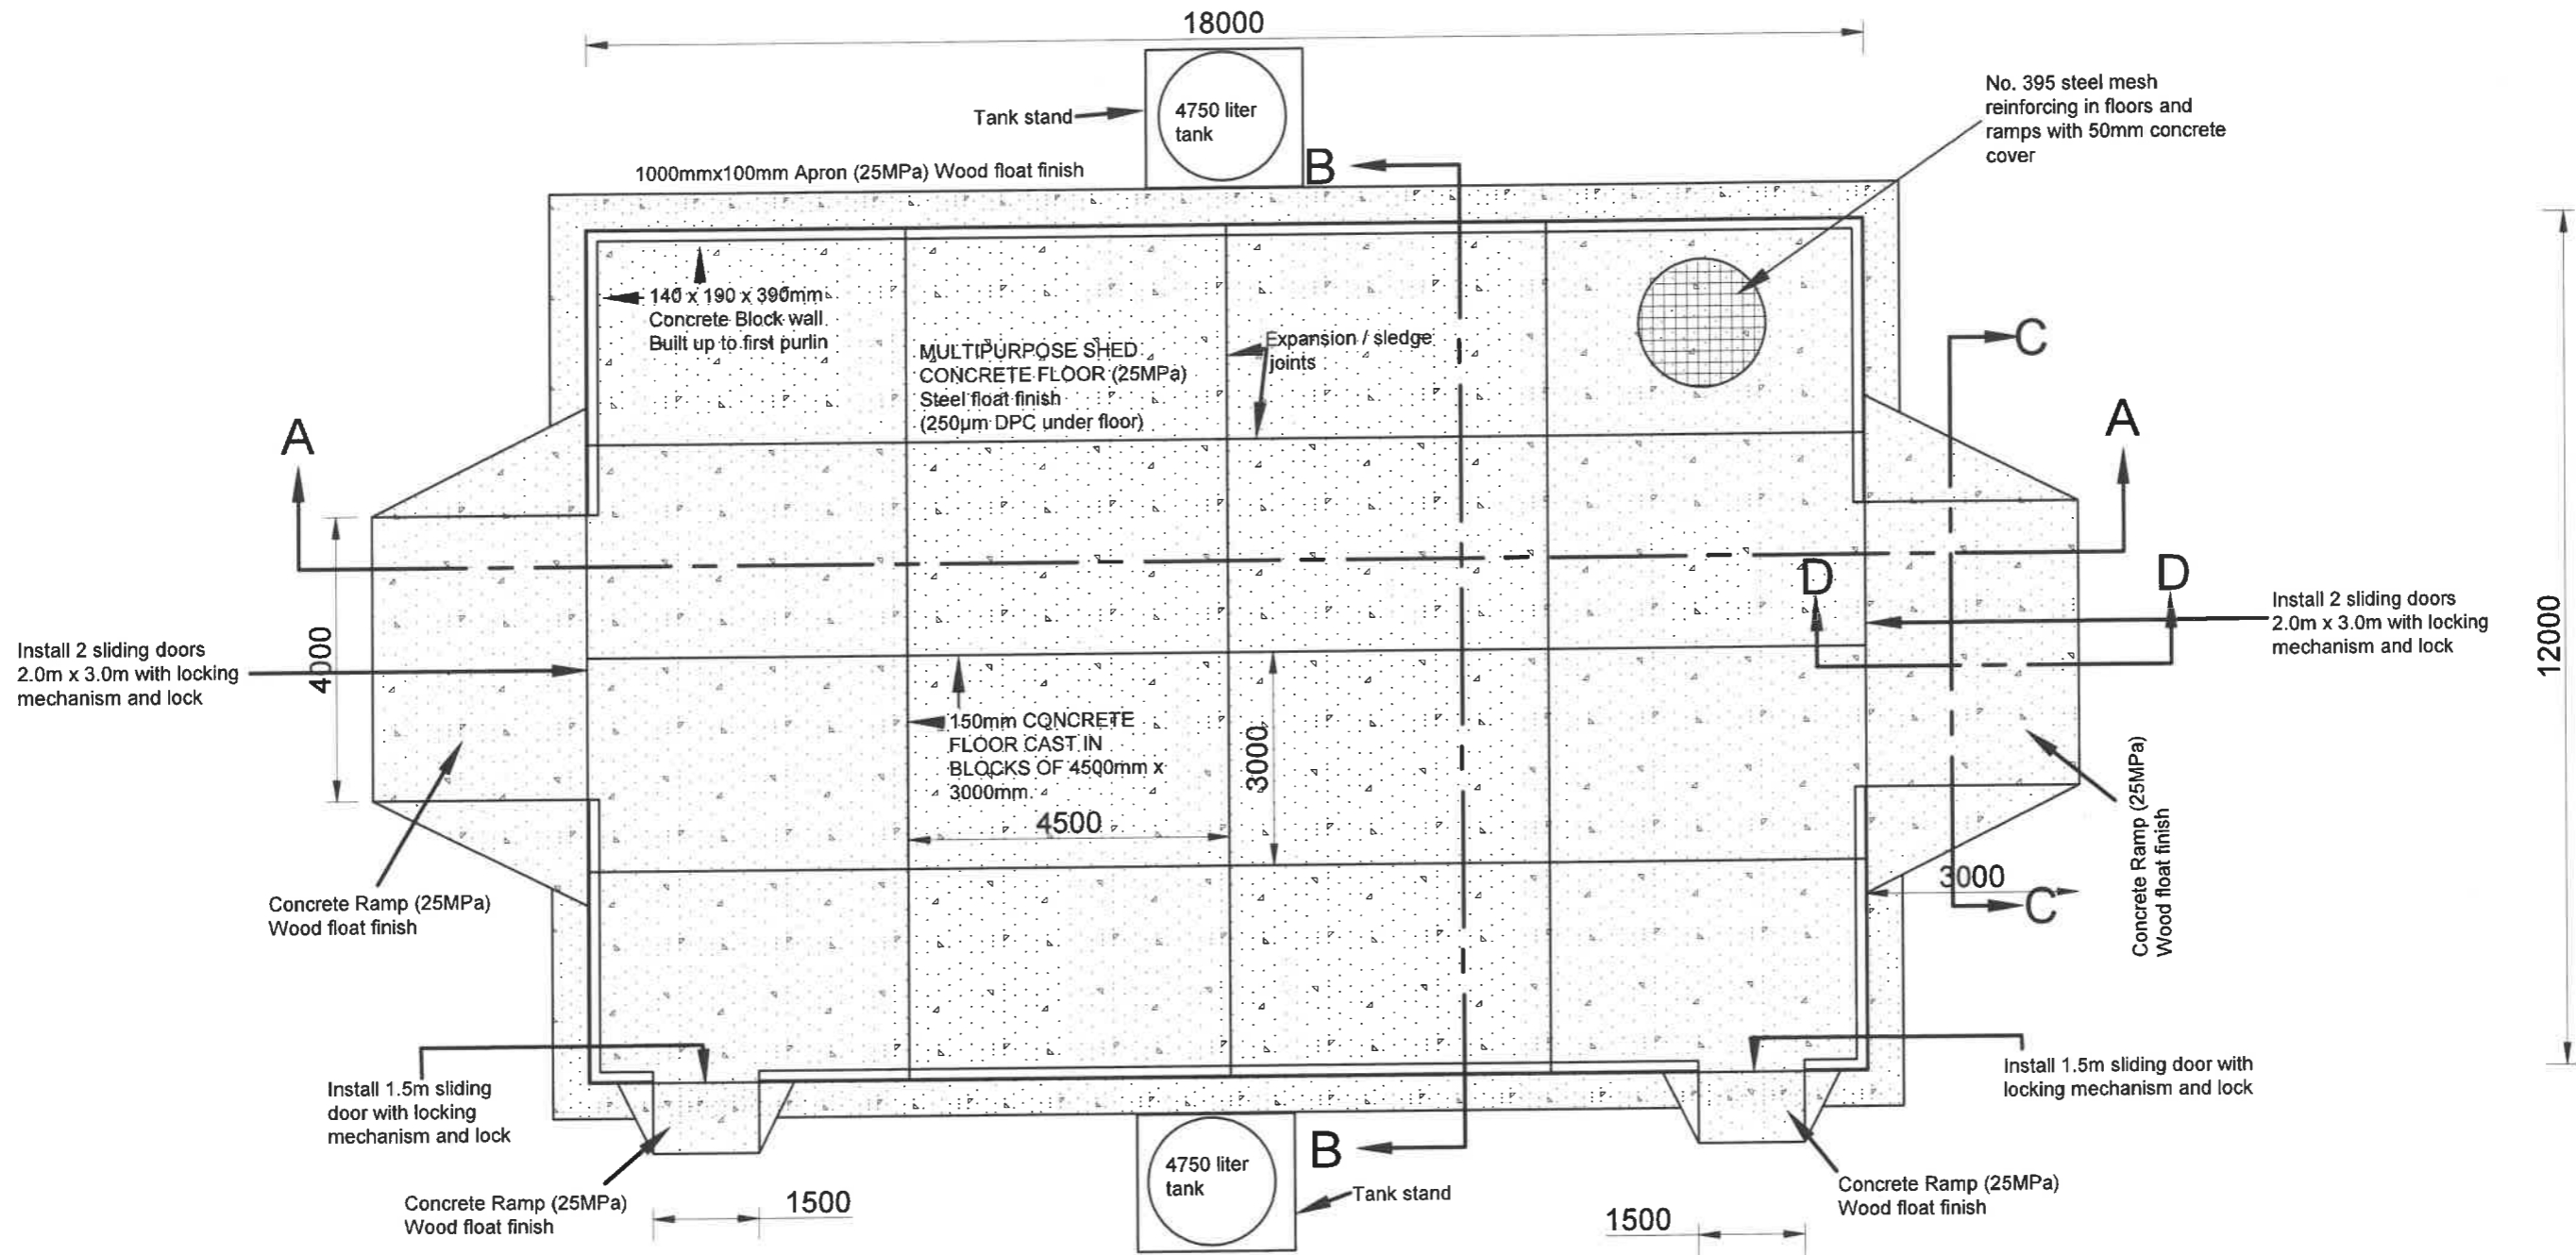 18000
Tank stand
4750 liter
tank
No. 395 steel mesh
reinforcing in floors and
ramps with 50mm concrete
cover
1000mmx100mm Apron (25MPa) Wood float finish
B
140 x 190 x 390mm
Concrete Block wall
Built up to first purlin
MULTIPURPOSE SHED
CONCRETE FLOOR (25MPa)
Steel float finish
(250µm DPC under floor)
Expansion / sledge
joints
C
A
A
D
D
Install 2 sliding doors
2.0m x 3.0m with locking
mechanism and lock
4000
Install 2 sliding doors
2.0m x 3.0m with locking
mechanism and lock
12000
150mm CONCRETE
FLOOR CAST IN
BLOCKS OF 4500mm x
3000mm.
3000
4500
Concrete Ramp (25MPa)
Wood float finish
3000
C
Concrete Ramp (25MPa)
Wood float finish
Install 1.5m sliding
door with locking
mechanism and lock
Install 1.5m sliding door with
locking mechanism and lock
B
4750 liter
tank
Tank stand
Concrete Ramp (25MPa)
Wood float finish
1500
1500
Concrete Ramp (25MPa)
Wood float finish